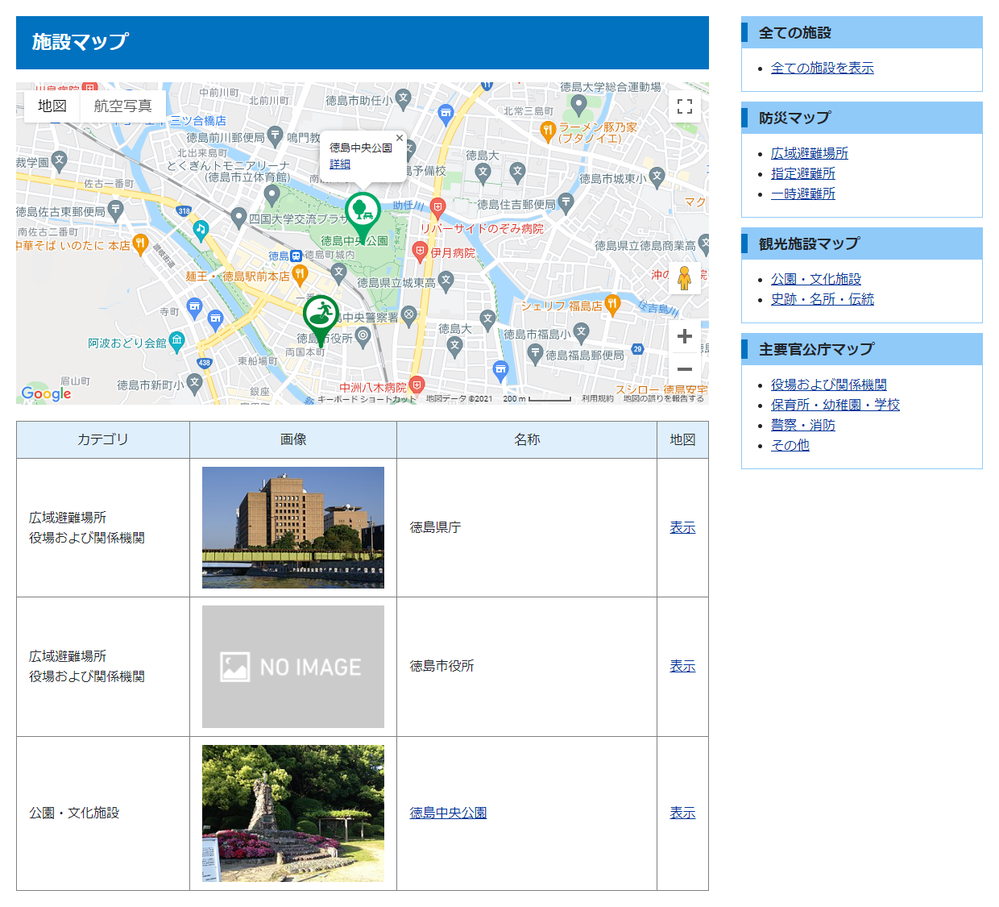 施設マップ
地図
航空写真
中前川町
北前川町
徳島市助任小
徳島大学総合運動場
北常三島町
三ツ合橋店
徳島前川郵便局
鳴門教
ラーメン豚乃家
(ブタノイエ)
北出来島町
とくぎんトモニアリーナ
(徳島市立体育館)
徳島中央公園
詳細
島予備校
徳島大
徳島市城東小
裁学園
佐古一番町
徳島佐古東郵便局
318
四国大学交流プラザ
助任川
徳島住吉郵便局
マク
南佐古二番町
中華そば いのたに 本店
讃岐街道
徳島中央公園
リバーサイドのぞみ病院
伊月病院
徳島県立徳島商業高
徳島
徳島町城内
麺王・徳島駅前本店
徳島県立城東高
沖の
院
一番
寺町
島中央警察署
シェリフ 福島店
住吉島川
阿波おどり会館
徳島市役所
徳島大
徳島市福島小
両国本町
29
438
東船場町
徳島福島郵便局
眉山町
徳島市新町小
中洲八木病院
スシロー 徳島安宅
銀座
Google
キーボード ショートカット
地図データ ©2021
200 m
利用規約
地図の誤りを報告する
カテゴリ
画像
名称
地図
広域避難場所
役場および関係機関
徳島県庁
表示
広域避難場所
役場および関係機関
NO IMAGE
徳島市役所
表示
公園・文化施設
徳島中央公園
表示
全ての施設
全ての施設を表示
防災マップ
広域避難場所
指定避難所
一時避難所
観光施設マップ
公園・文化施設
史跡・名所・伝統
主要官公庁マップ
役場および関係機関
保育所・幼稚園・学校
警察・消防
その他